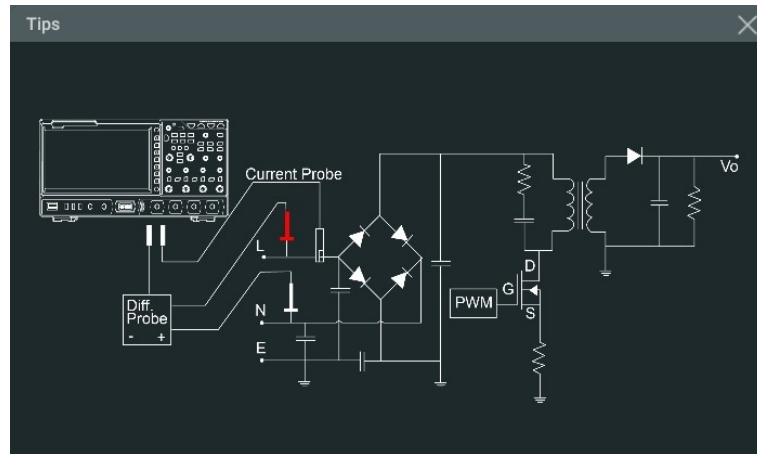 Tips
Current Probe
Vo
L
Diff.
Probe
- +
N
E
PWM
G
D
S